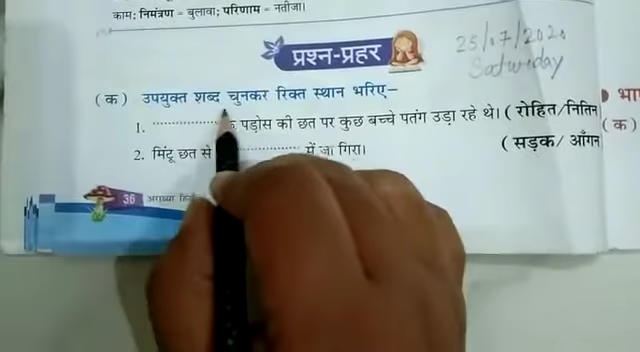 काम; निमंत्रण = बुलावा; परिणाम = नतीजा।
प्रश्न-प्रहर
25/07/2020
Saturday
(क) उपयुक्त शब्द चुनकर रिक्त स्थान भरिए–
1. ................ के पड़ोस की छत पर कुछ बच्चे पतंग उड़ा रहे थे। (रोहित/नितिन
2. मिंटू छत से ................ में जा गिरा। (सड़क/आँगन
36
भा
(क)